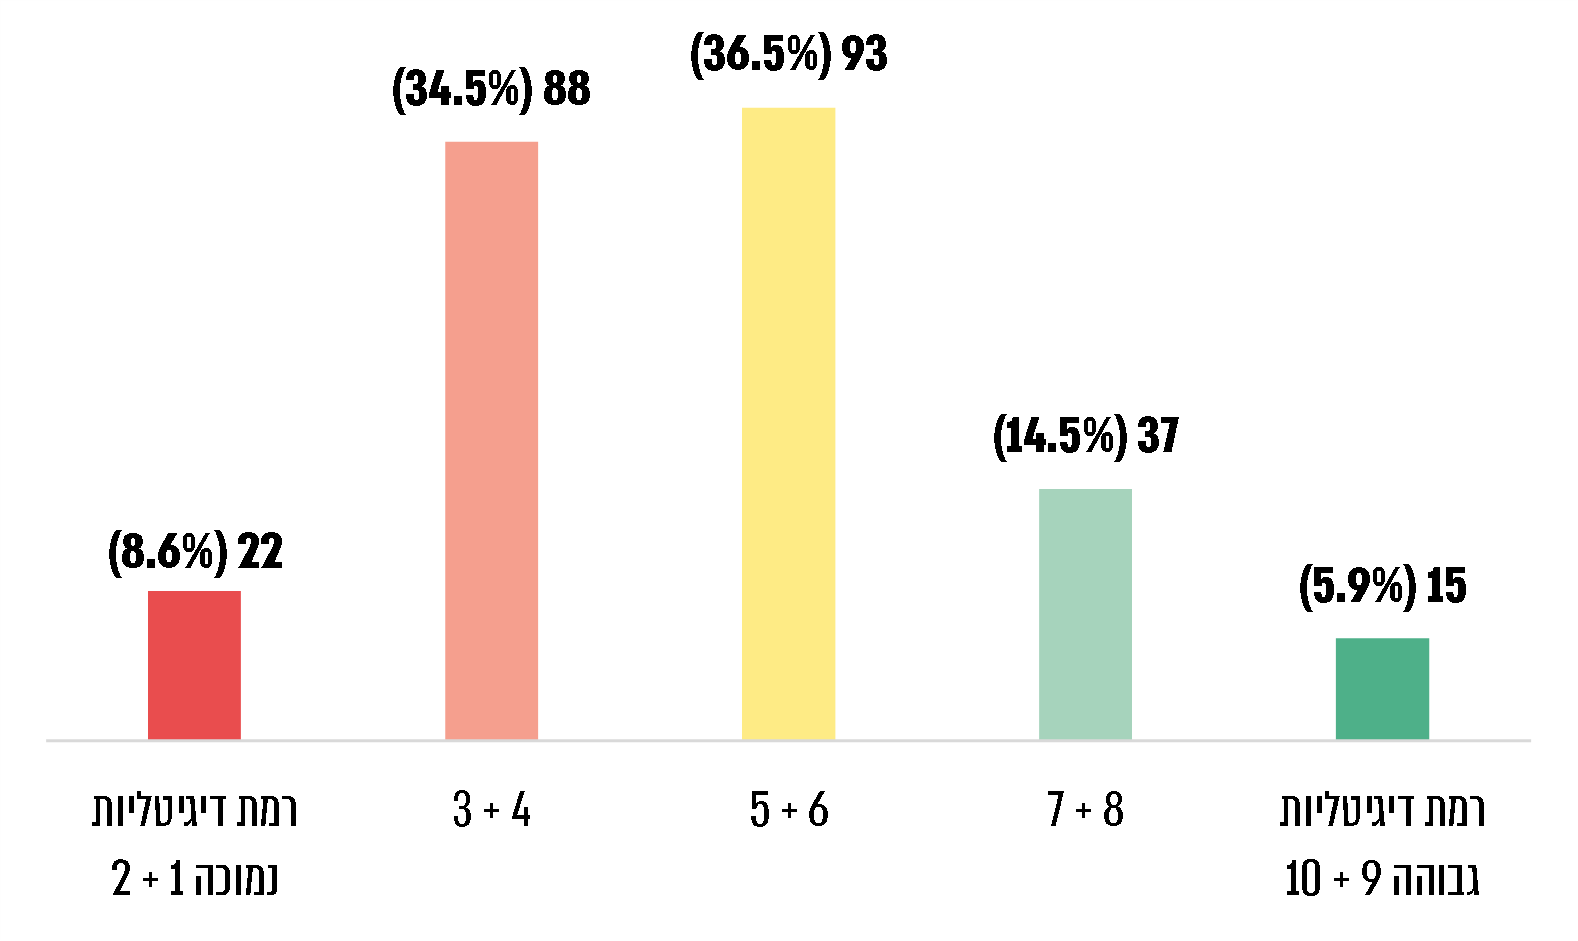 93 (36.5%)
88 (34.5%)
37 (14.5%)
22 (8.6%)
15 (5.9%)
רמת דיגיטליות
נמוכה 1 + 2
3 + 4
5 + 6
7 + 8
רמת דיגיטליות
גבוהה 9 + 10